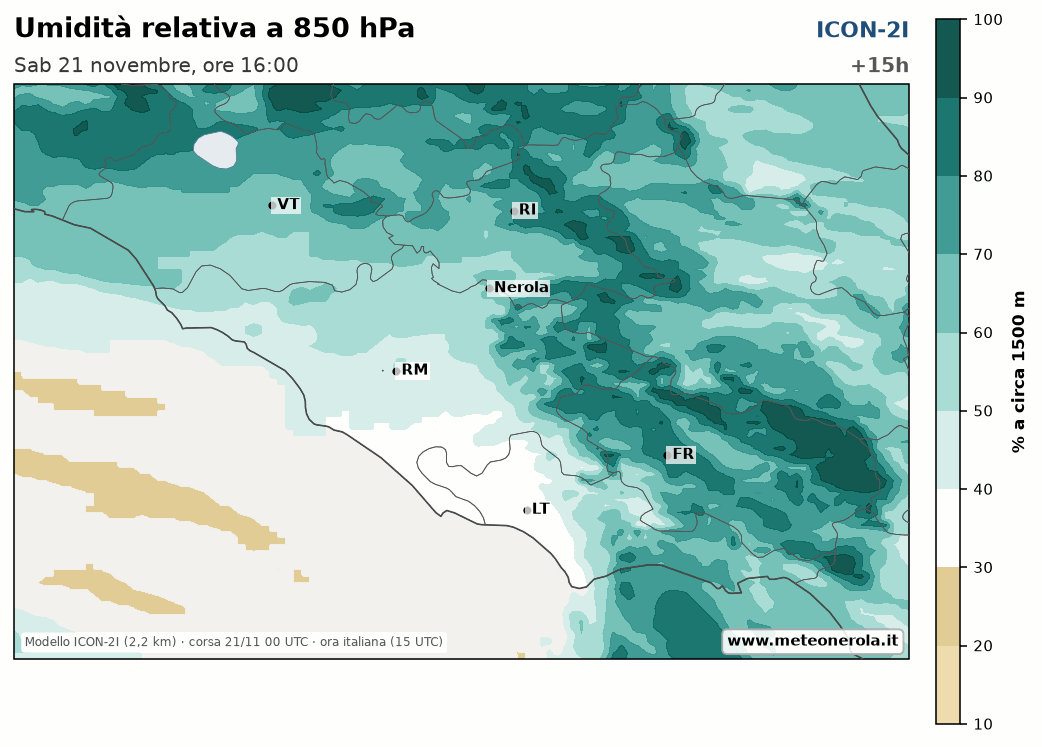 Umidità relativa a 850 hPa
ICON-2I
Sab 21 novembre, ore 16:00
+15h
100
90
80
70
60
50
40
30
20
10
% a circa 1500 m
VT
RI
Nerola
RM
FR
LT
Modello ICON-2I (2,2 km) · corsa 21/11 00 UTC · ora italiana (15 UTC)
www.meteonerola.it